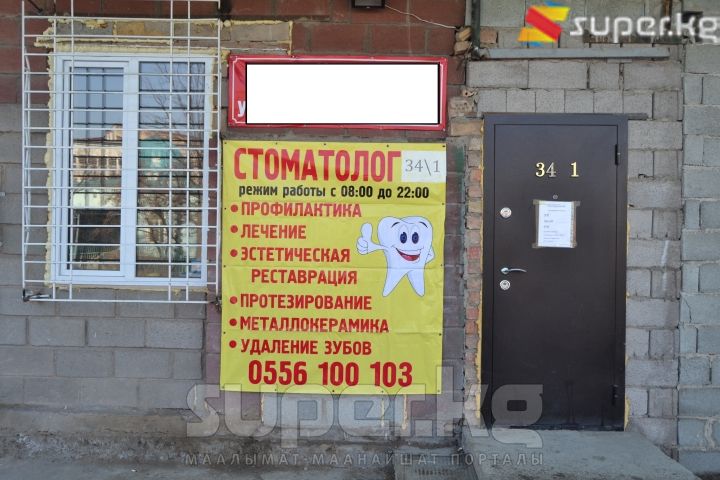 super.kg
У
СТОМАТОЛОГ 34\1
РЕЖИМ РАБОТЫ С 08:00 ДО 22:00
• ПРОФИЛАКТИКА
• ЛЕЧЕНИЕ
• ЭСТЕТИЧЕСКАЯ
РЕСТАВРАЦИЯ
• ПРОТЕЗИРОВАНИЕ
• МЕТАЛЛОКЕРАМИКА
• УДАЛЕНИЕ ЗУБОВ
0556 100 103
34 1
super.kg
МААЛЫМАТ-МААНАЙШАТ ПОРТАЛЫ